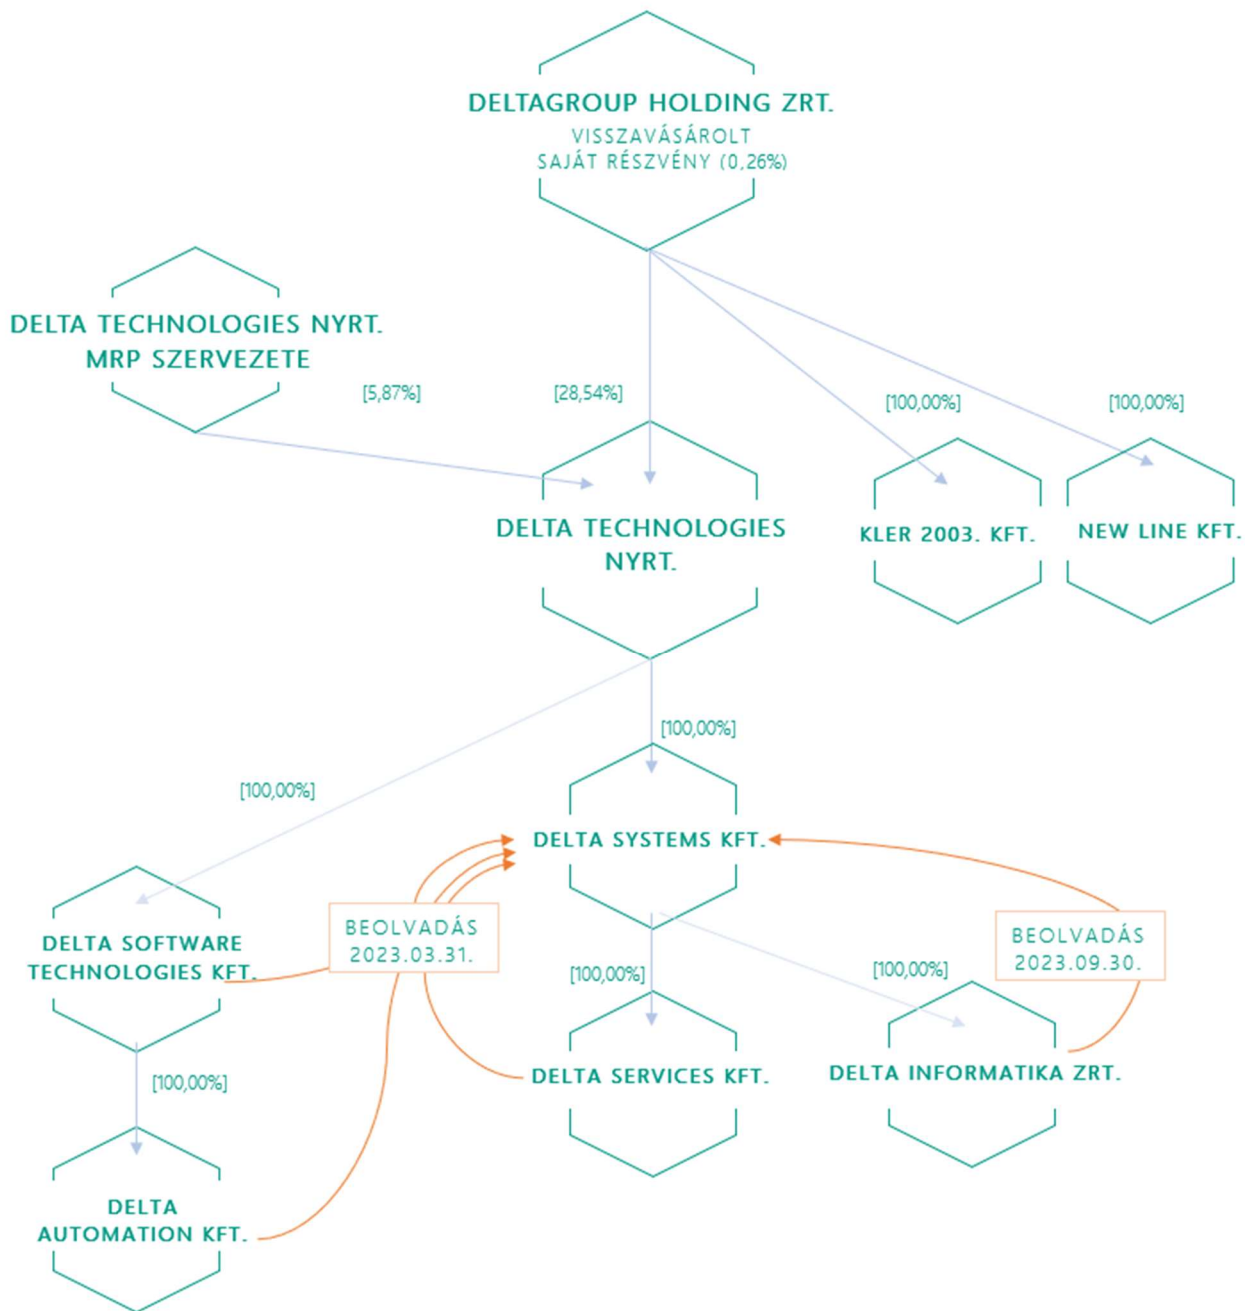 DELTAGROUP HOLDING ZRT.
VISSZAVÁSÁROLT
SAJÁT RÉSZVÉNY (0,26%)
DELTA TECHNOLOGIES NYRT.
MRP SZERVEZETE
[5,87%]
[28,54%]
[100,00%]
[100,00%]
DELTA TECHNOLOGIES
NYRT.
KLER 2003. KFT.
NEW LINE KFT.
[100,00%]
[100,00%]
DELTA SYSTEMS KFT.
DELTA SOFTWARE
TECHNOLOGIES KFT.
BEOLVADÁS
2023.03.31.
BEOLVADÁS
2023.09.30.
[100,00%]
[100,00%]
[100,00%]
DELTA SERVICES KFT.
DELTA INFORMATIKA ZRT.
DELTA
AUTOMATION KFT.